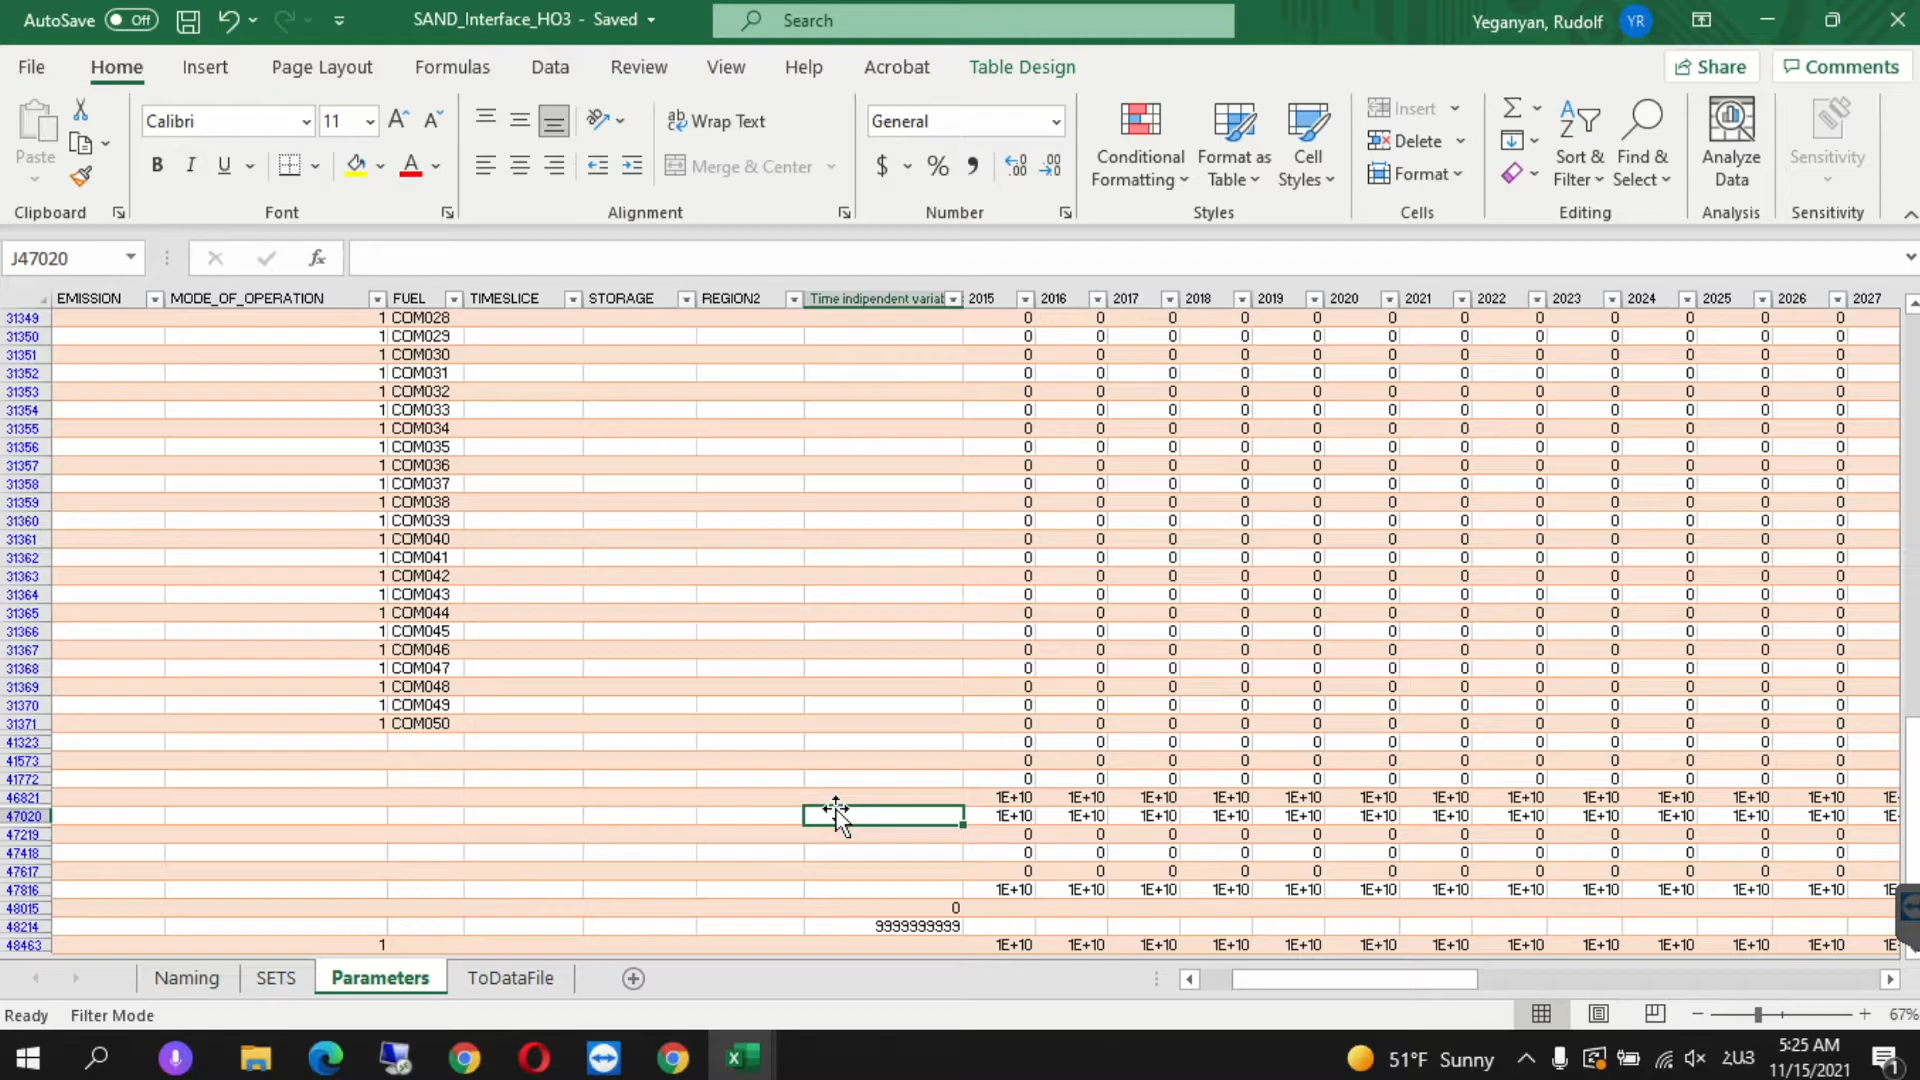 AutoSave Off SAND_Interface_HO3 - Saved Search Yeganyan, Rudolf YR
File Home Insert Page Layout Formulas Data Review View Help Acrobat Table Design Share Comments
Paste Calibri 11 Wrap Text General Conditional Formatting Format as Table Cell Styles Insert Sort & Filter Find & Select Analyze Data Sensitivity
B I U A Merge & Center $ % Delete
Format
Clipboard Font Alignment Number Styles Cells Editing Analysis Sensitivity
J47020 fx
EMISSION MODE_OF_OPERATION FUEL TIMESLICE STORAGE REGION2 Time indipendent variab 2015 2016 2017 2018 2019 2020 2021 2022 2023 2024 2025 2026 2027
31349 1 COM028 0 0 0 0 0 0 0 0 0 0 0 0
31350 1 COM029 0 0 0 0 0 0 0 0 0 0 0 0
31351 1 COM030 0 0 0 0 0 0 0 0 0 0 0 0
31352 1 COM031 0 0 0 0 0 0 0 0 0 0 0 0
31353 1 COM032 0 0 0 0 0 0 0 0 0 0 0 0
31354 1 COM033 0 0 0 0 0 0 0 0 0 0 0 0
31355 1 COM034 0 0 0 0 0 0 0 0 0 0 0 0
31356 1 COM035 0 0 0 0 0 0 0 0 0 0 0 0
31357 1 COM036 0 0 0 0 0 0 0 0 0 0 0 0
31358 1 COM037 0 0 0 0 0 0 0 0 0 0 0 0
31359 1 COM038 0 0 0 0 0 0 0 0 0 0 0 0
31360 1 COM039 0 0 0 0 0 0 0 0 0 0 0 0
31361 1 COM040 0 0 0 0 0 0 0 0 0 0 0 0
31362 1 COM041 0 0 0 0 0 0 0 0 0 0 0 0
31363 1 COM042 0 0 0 0 0 0 0 0 0 0 0 0
31364 1 COM043 0 0 0 0 0 0 0 0 0 0 0 0
31365 1 COM044 0 0 0 0 0 0 0 0 0 0 0 0
31366 1 COM045 0 0 0 0 0 0 0 0 0 0 0 0
31367 1 COM046 0 0 0 0 0 0 0 0 0 0 0 0
31368 1 COM047 0 0 0 0 0 0 0 0 0 0 0 0
31369 1 COM048 0 0 0 0 0 0 0 0 0 0 0 0
31370 1 COM049 0 0 0 0 0 0 0 0 0 0 0 0
31371 1 COM050 0 0 0 0 0 0 0 0 0 0 0 0
41323 0 0 0 0 0 0 0 0 0 0 0 0
41573 0 0 0 0 0 0 0 0 0 0 0 0
41772 0 0 0 0 0 0 0 0 0 0 0 0
46821 1E+10 1E+10 1E+10 1E+10 1E+10 1E+10 1E+10 1E+10 1E+10 1E+10 1E+10 1E+10 1E-
47020 1E+10 1E+10 1E+10 1E+10 1E+10 1E+10 1E+10 1E+10 1E+10 1E+10 1E+10 1E+10 1E-
47219 0 0 0 0 0 0 0 0 0 0 0 0
47418 0 0 0 0 0 0 0 0 0 0 0 0
47617 0 0 0 0 0 0 0 0 0 0 0 0
47816 1E+10 1E+10 1E+10 1E+10 1E+10 1E+10 1E+10 1E+10 1E+10 1E+10 1E+10 1E+10 1E-
48015 0
48214 9999999999
48463 1 1E+10 1E+10 1E+10 1E+10 1E+10 1E+10 1E+10 1E+10 1E+10 1E+10 1E+10 1E+10 1E-
Naming SETS Parameters ToDataFile
Ready Filter Mode 67%
51°F Sunny ՀԱՅ 5:25 AM
11/15/2021 1